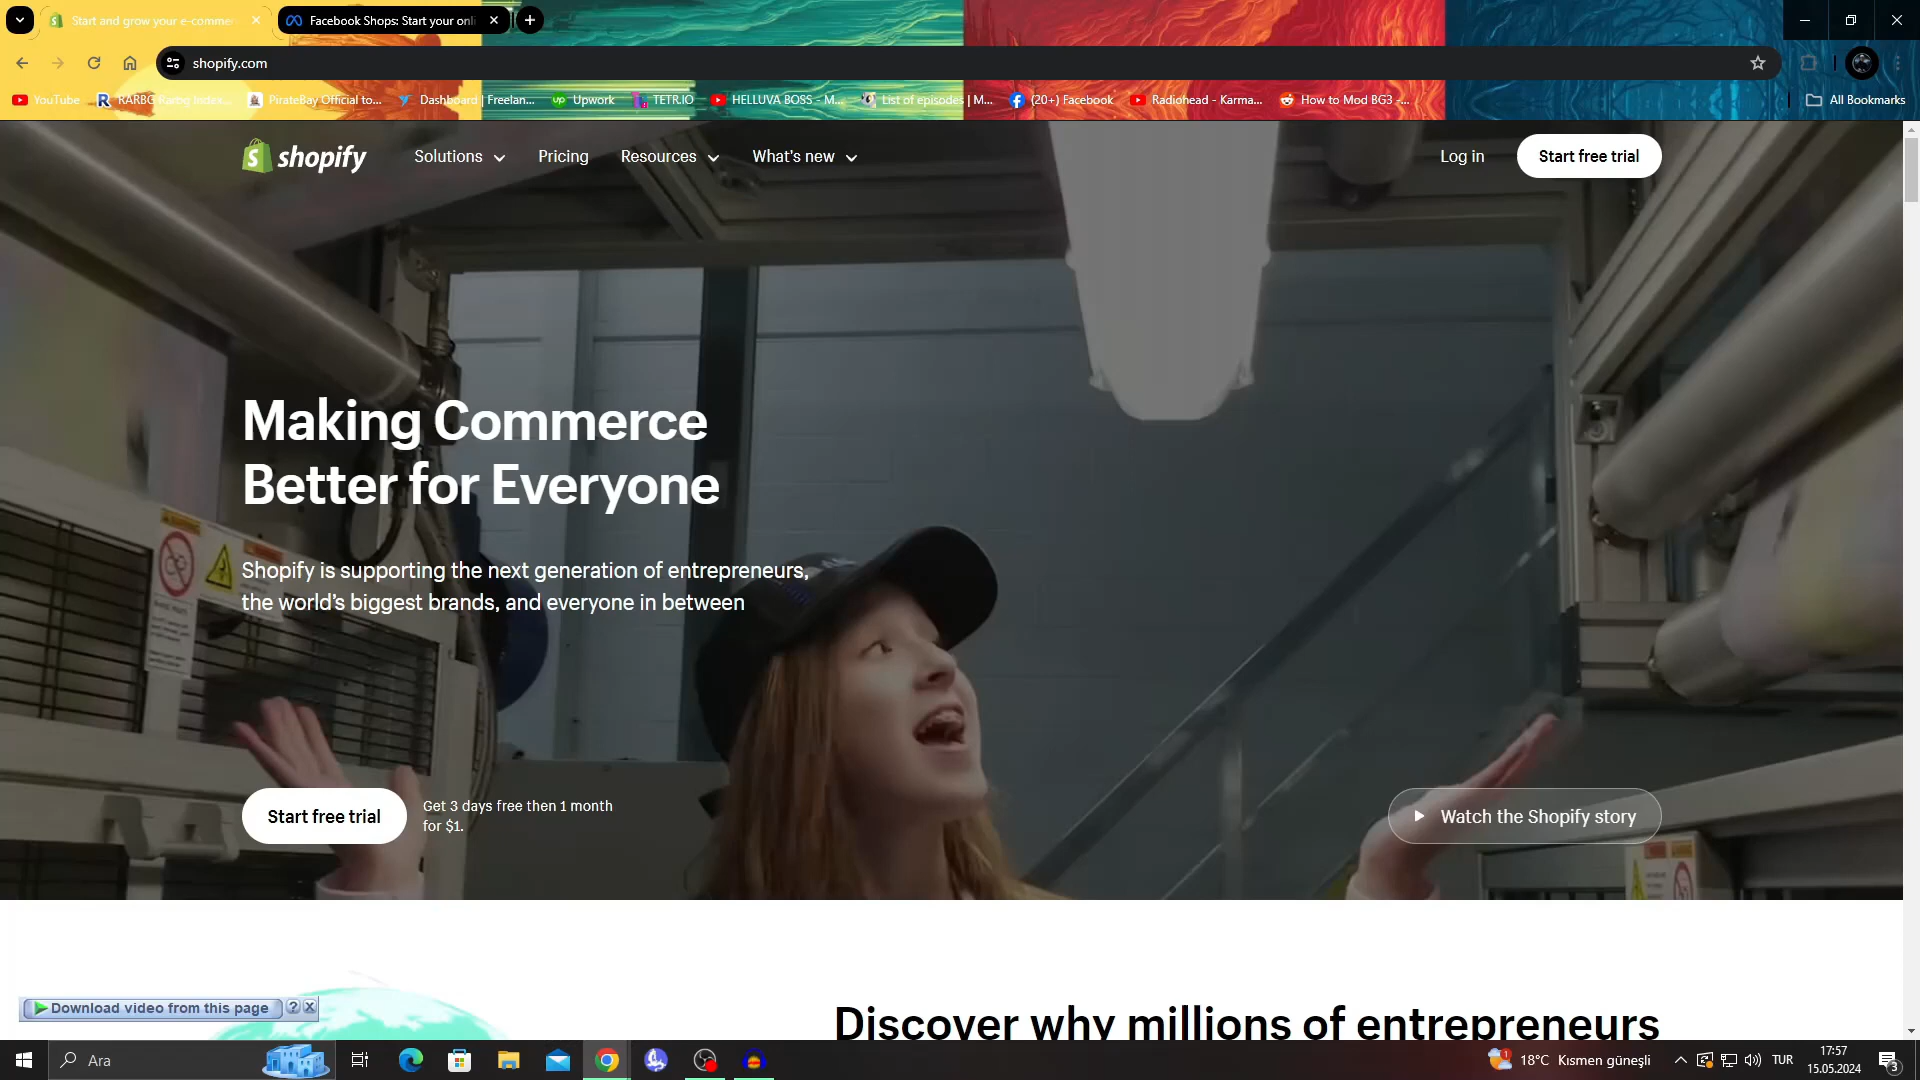 Start and grow your e-commer
Facebook Shops: Start your onl
shopify.com
YouTube
RARBG Rarbg Index...
PirateBay Official to...
Dashboard | Freelan...
Upwork
TETR.IO
HELLUVA BOSS - M...
List of episodes | M...
(20+) Facebook
Radiohead - Karma...
How to Mod BG3 -...
All Bookmarks
shopify
Solutions
Pricing
Resources
What's new
Log in
Start free trial
Making Commerce
Better for Everyone
Shopify is supporting the next generation of entrepreneurs,
the world's biggest brands, and everyone in between
Start free trial
Get 3 days free then 1 month
for $1.
Watch the Shopify story
Download video from this page
Discover why millions of entrepreneurs
Ara
18°C Kısmen güneşli
TUR
17:57
15.05.2024
3